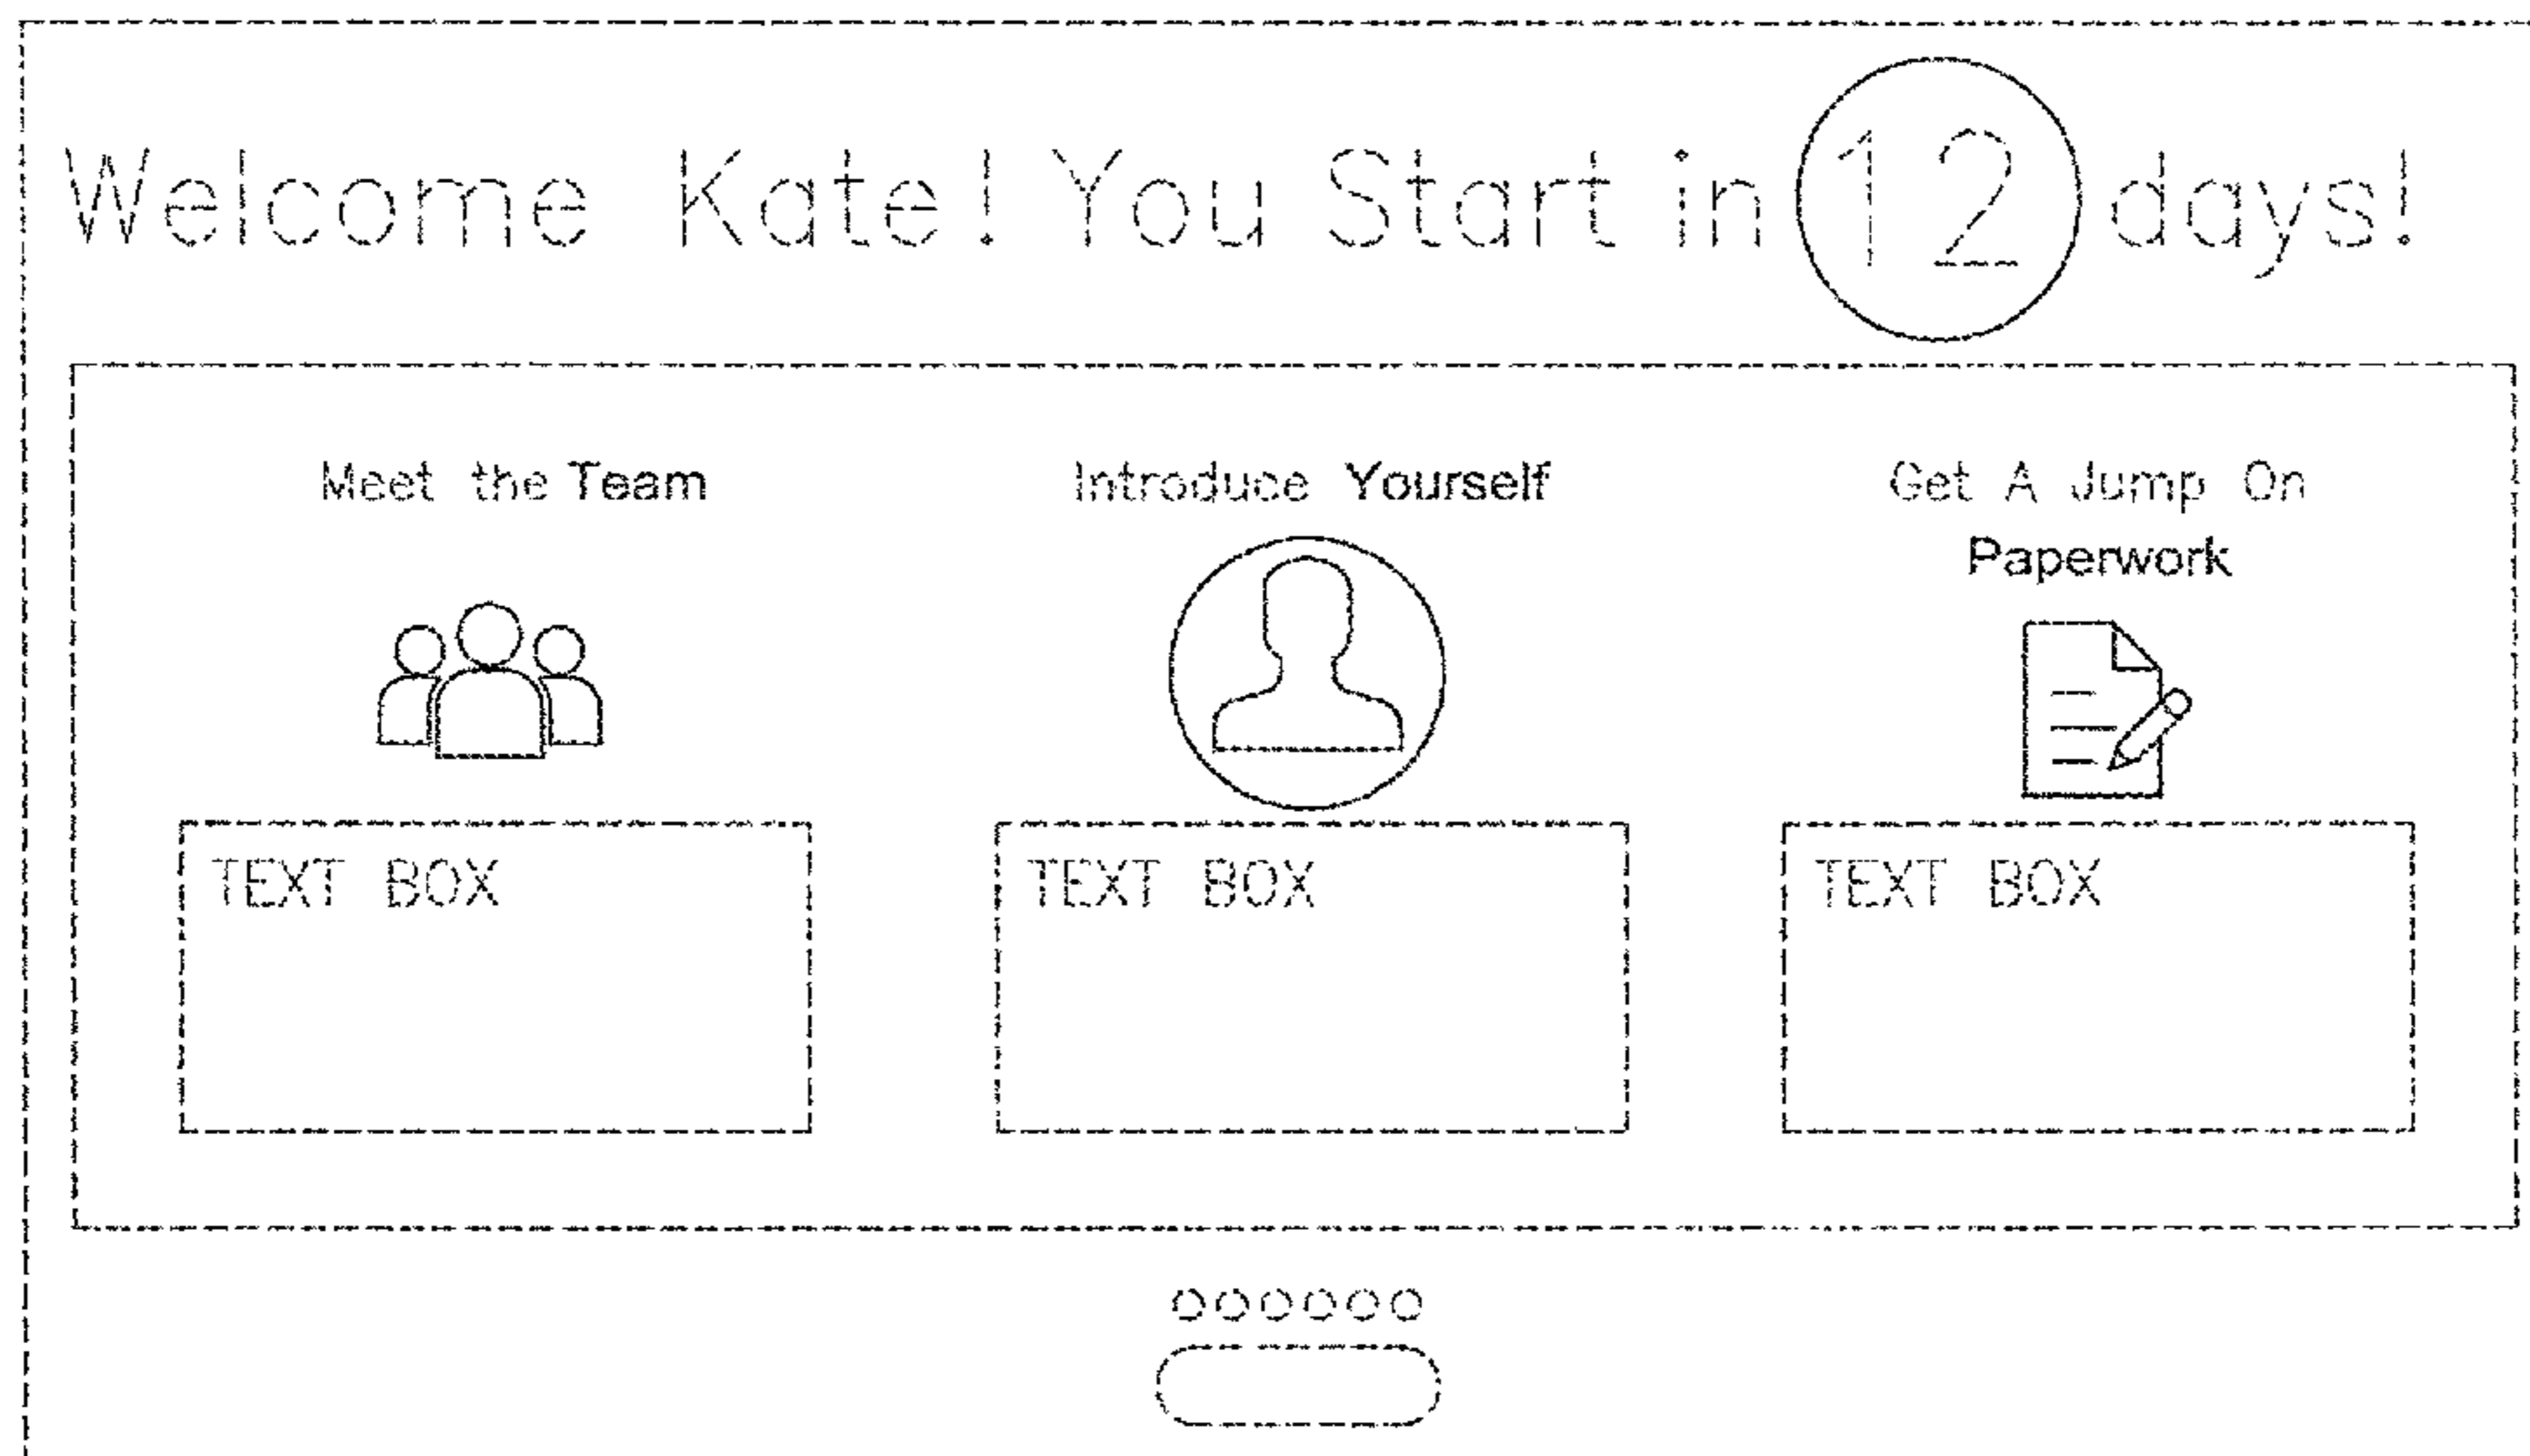 Welcome Kate! You Start in 12 days!
Meet the Team
Introduce Yourself
Get A Jump On
Paperwork
TEXT BOX
TEXT BOX
TEXT BOX